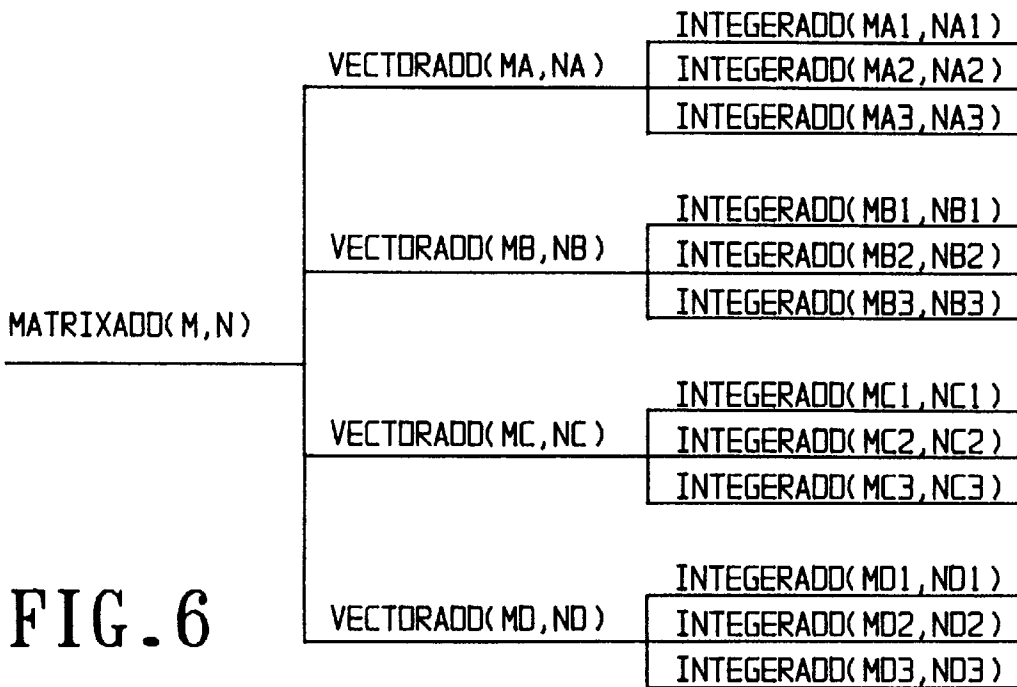 INTEGERADD(MA1,NA1)
VECTORADD(MA,NA)
INTEGERADD(MA2,NA2)
INTEGERADD(MA3,NA3)
INTEGERADD(MB1,NB1)
VECTORADD(MB,NB)
INTEGERADD(MB2,NB2)
INTEGERADD(MB3,NB3)
MATRIXADD(M,N)
INTEGERADD(MC1,NC1)
VECTORADD(MC,NC)
INTEGERADD(MC2,NC2)
INTEGERADD(MC3,NC3)
INTEGERADD(MD1,ND1)
VECTORADD(MD,ND)
INTEGERADD(MD2,ND2)
INTEGERADD(MD3,ND3)
FIG.6